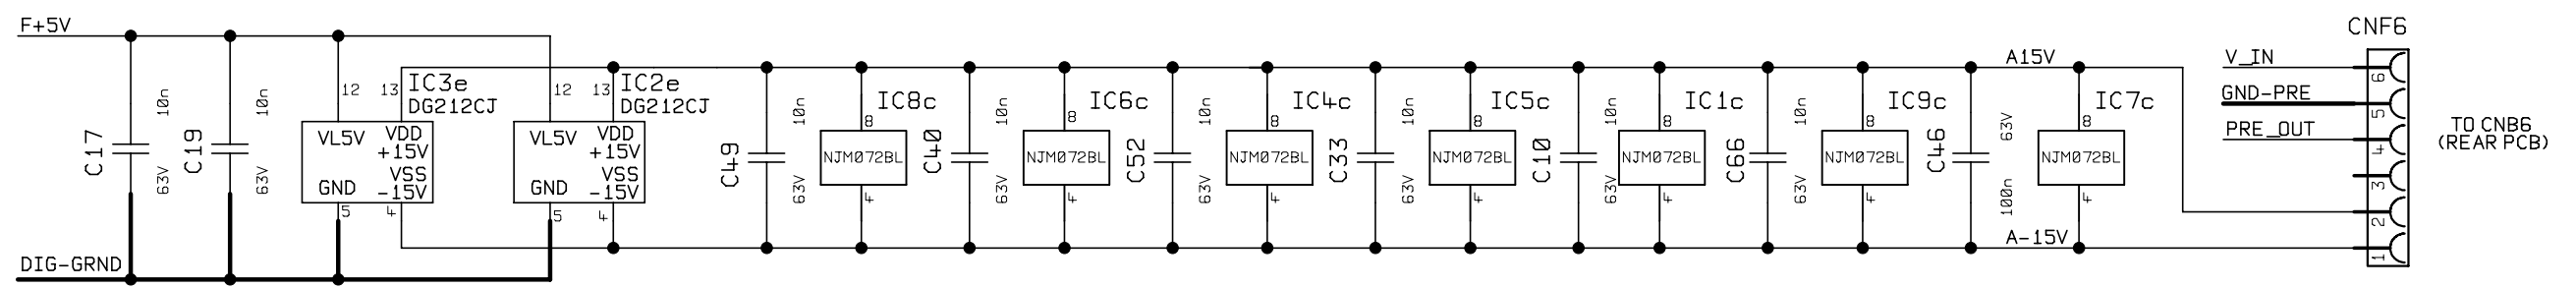 F+5V
CNF6
C17
10n
63V
C19
10n
63V
12
13
IC3e
DG212CJ
VL5V
VDD
+15V
VSS
-15V
GND
5
4
12
13
IC2e
DG212CJ
VL5V
VDD
+15V
VSS
-15V
GND
5
4
C49
10n
63V
IC8c
8
NJM072BL
4
C40
10n
63V
IC6c
8
NJM072BL
4
C52
10n
63V
IC4c
8
NJM072BL
4
C33
10n
63V
IC5c
8
NJM072BL
4
C10
10n
63V
IC1c
8
NJM072BL
4
C66
10n
63V
IC9c
8
NJM072BL
4
C46
63V
100n
A15V
IC7c
8
NJM072BL
4
A-15V
V_IN
GND-PRE
PRE_OUT
6
5
4
3
2
1
TO CNB6
(REAR PCB)
DIG-GRND